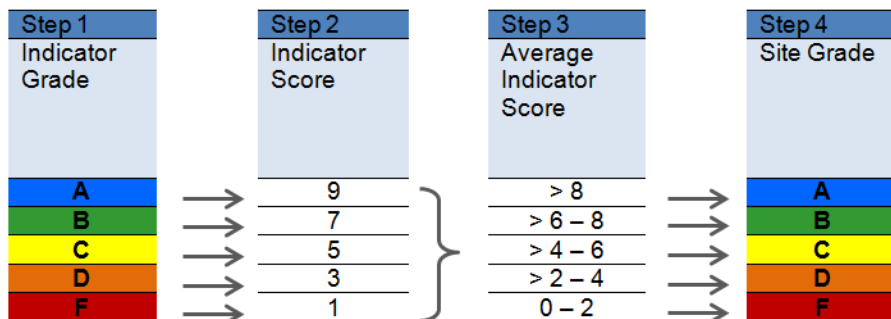 Step 1
Indicator
Grade
Step 2
Indicator
Score
Step 3
Average
Indicator
Score
Step 4
Site Grade
A 9 > 8 A
B 7 > 6 – 8 B
C 5 > 4 – 6 C
D 3 > 2 – 4 D
F 1 0 – 2 F